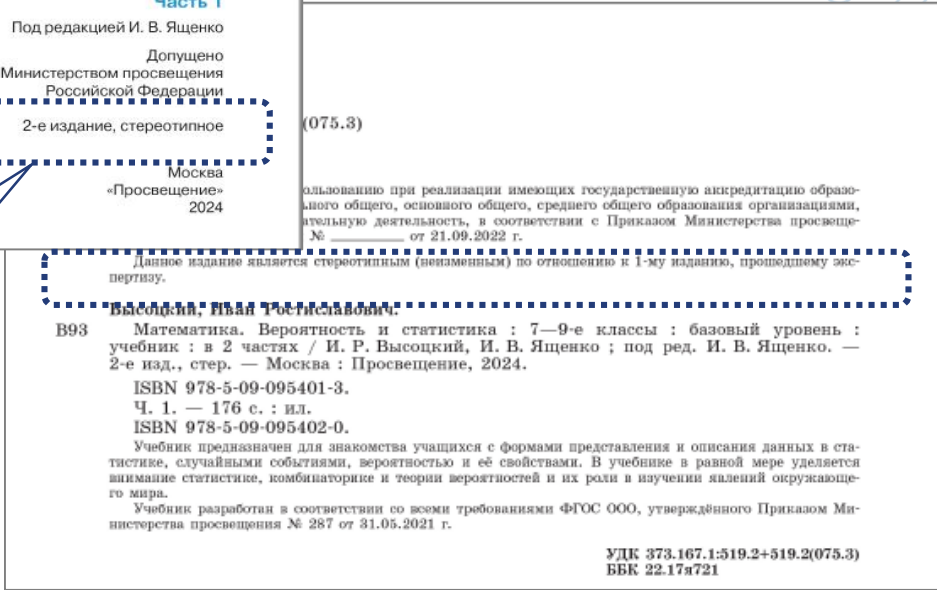 Часть 1
Под редакцией И. В. Ященко
Допущено
Министерством просвещения
Российской Федерации
2-е издание, стереотипное
Москва
«Просвещение»
2024
(075.3)
ользованию при реализации имеющих государственную аккредитацию образо-
ного общего, основного общего, среднего общего образования организациями,
ательную деятельность, в соответствии с Приказом Министерства просвеще-
№ ________ от 21.09.2022 г.
Данное издание является стереотипным (неизменным) по отношению к 1-му изданию, прошедшему экс-
пертизу.
Высоцкий, Иван Ростиславович.
В93 Математика. Вероятность и статистика : 7—9-е классы : базовый уровень :
учебник : в 2 частях / И. Р. Высоцкий, И. В. Ященко ; под ред. И. В. Ященко. —
2-е изд., стер. — Москва : Просвещение, 2024.
ISBN 978-5-09-095401-3.
Ч. 1. — 176 с. : ил.
ISBN 978-5-09-095402-0.
Учебник предназначен для знакомства учащихся с формами представления и описания данных в ста-
тистике, случайными событиями, вероятностью и её свойствами. В учебнике в равной мере уделяется
внимание статистике, комбинаторике и теории вероятностей и их роли в изучении явлений окружающе-
го мира.
Учебник разработан в соответствии со всеми требованиями ФГОС ООО, утверждённого Приказом Ми-
нистерства просвещения № 287 от 31.05.2021 г.
УДК 373.167.1:519.2+519.2(075.3)
ББК 22.17я721